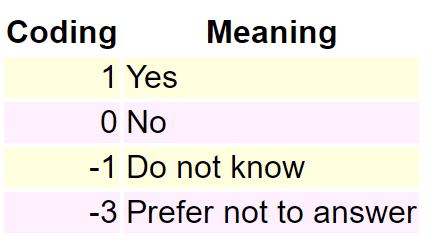 Coding Meaning
1 Yes
0 No
-1 Do not know
-3 Prefer not to answer